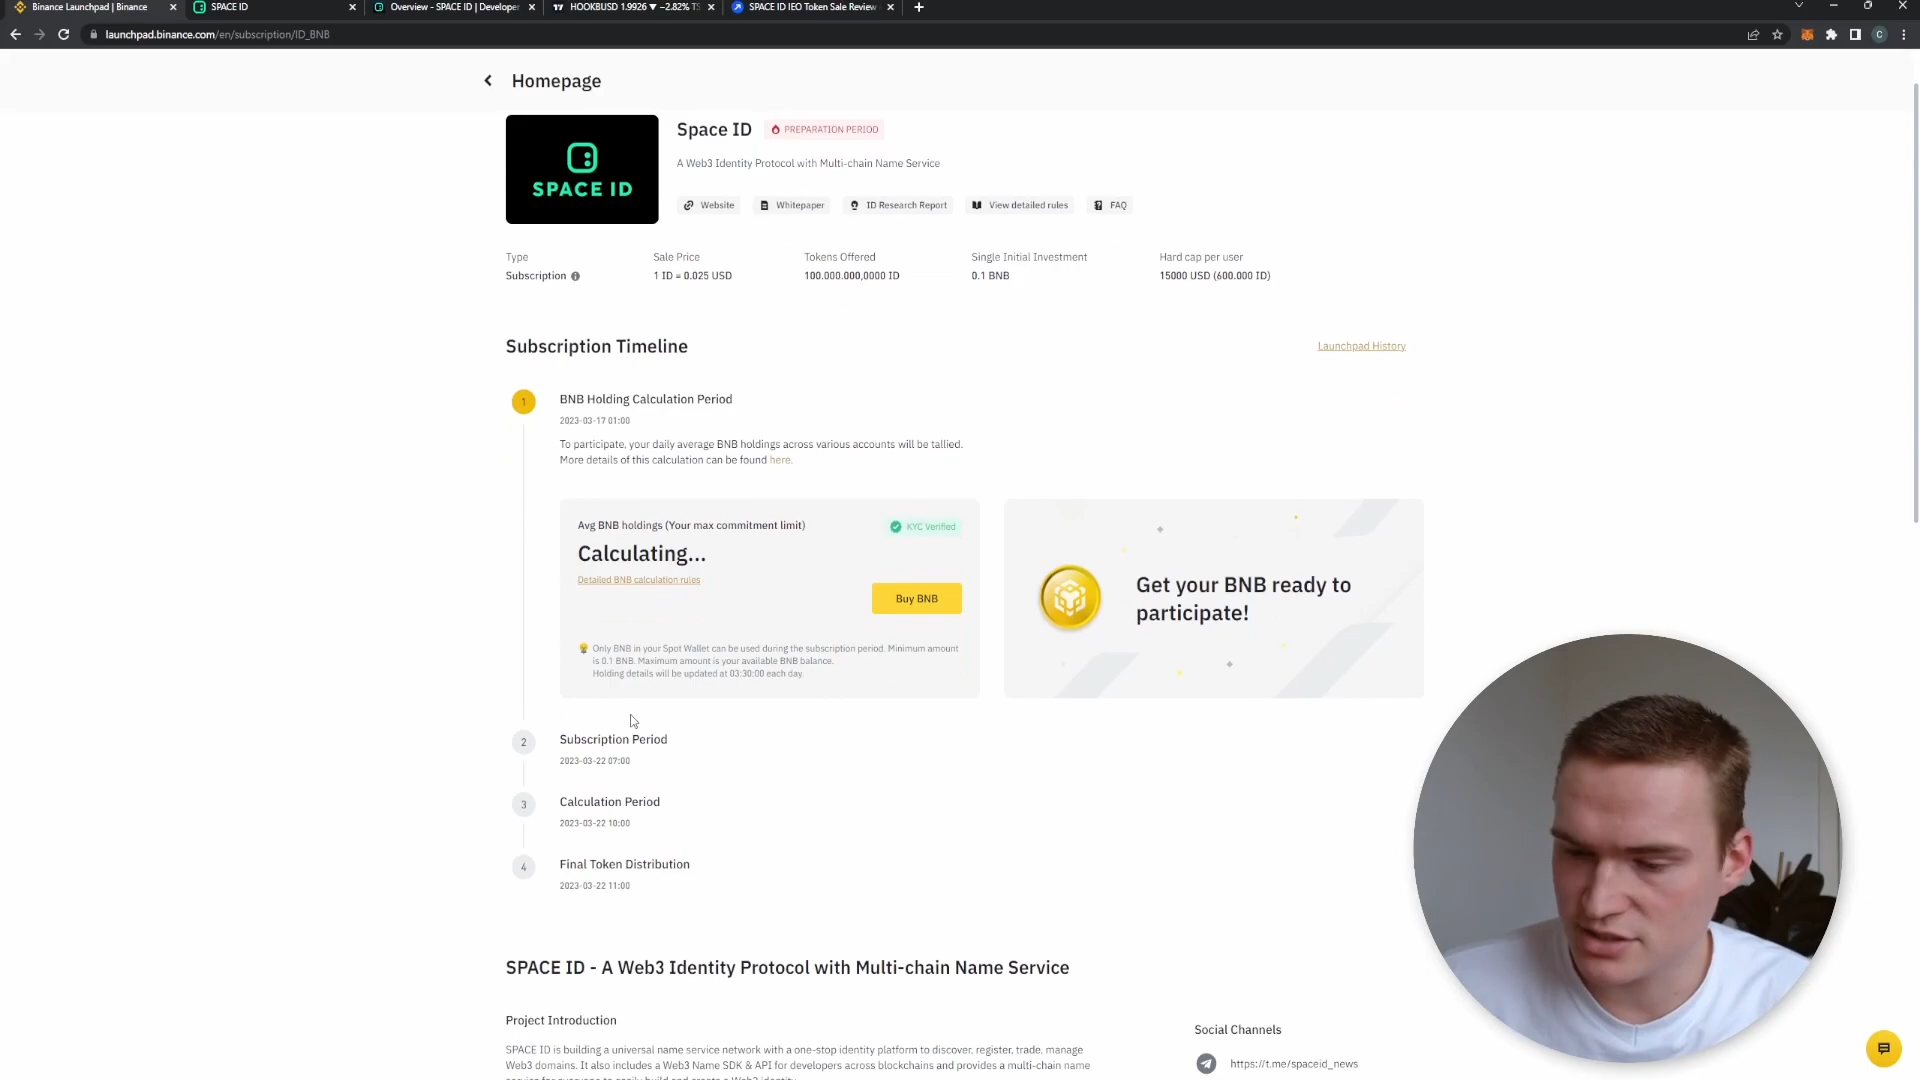 Binance Launchpad | Binance
SPACE ID
Overview - SPACE ID | Developer
HOOKBUSD 1.9926 ▼ −2.82%
SPACE ID IEO Token Sale Review
launchpad.binance.com/en/subscription/ID_BNB
C
Homepage
SPACE ID
Space ID
PREPARATION PERIOD
A Web3 Identity Protocol with Multi-chain Name Service
Website
Whitepaper
ID Research Report
View detailed rules
FAQ
Type
Sale Price
Tokens Offered
Single Initial Investment
Hard cap per user
Subscription
1 ID = 0.025 USD
100.000.000,0000 ID
0.1 BNB
15000 USD (600.000 ID)
Subscription Timeline
Launchpad History
1
BNB Holding Calculation Period
2023-03-17 01:00
To participate, your daily average BNB holdings across various accounts will be tallied.
More details of this calculation can be found here.
Avg BNB holdings (Your max commitment limit)
KYC Verified
Calculating...
Detailed BNB calculation rules
Buy BNB
Only BNB in your Spot Wallet can be used during the subscription period. Minimum amount
is 0.1 BNB. Maximum amount is your available BNB balance.
Holding details will be updated at 03:30:00 each day.
Get your BNB ready to
participate!
2
Subscription Period
2023-03-22 07:00
3
Calculation Period
2023-03-22 10:00
4
Final Token Distribution
2023-03-22 11:00
SPACE ID - A Web3 Identity Protocol with Multi-chain Name Service
Project Introduction
Social Channels
SPACE ID is building a universal name service network with a one-stop identity platform to discover, register, trade, manage
Web3 domains. It also includes a Web3 Name SDK & API for developers across blockchains and provides a multi-chain name
https://t.me/spaceid_news